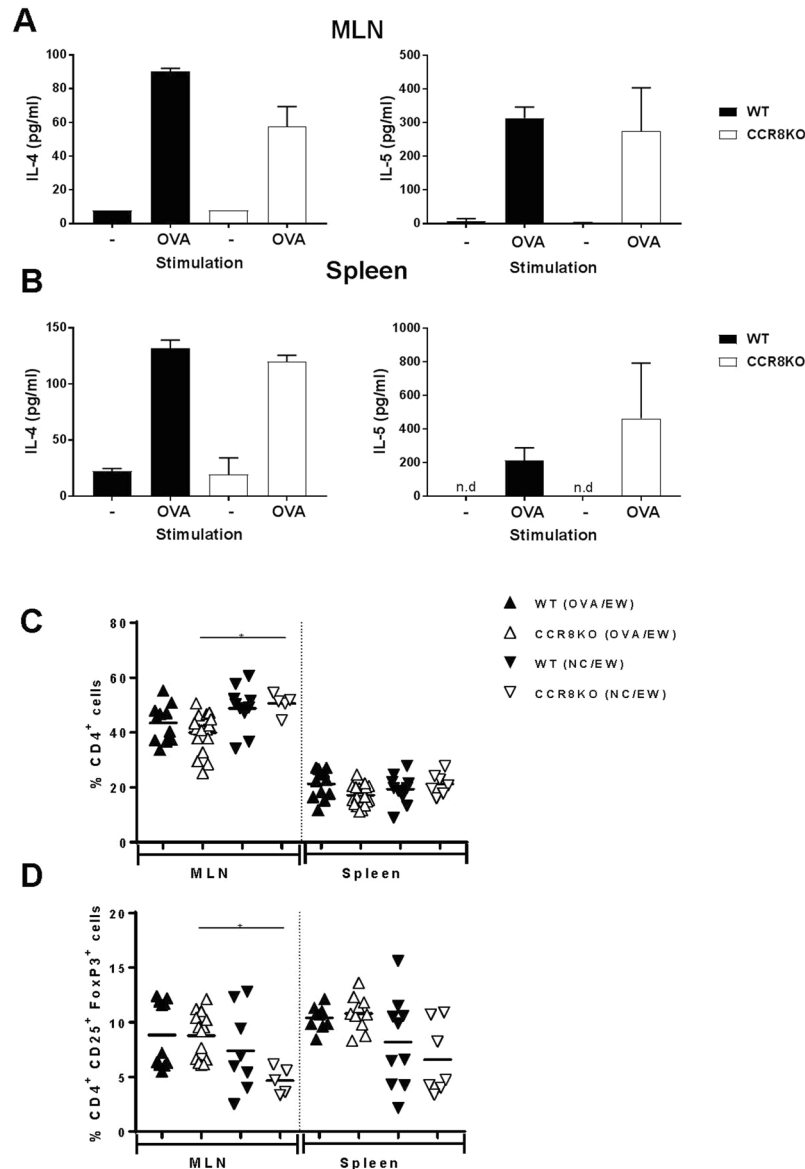 A
MLN
100
80
60
40
20
0
IL-4 (pg/ml)
- OVA - OVA
Stimulation
500
400
300
200
100
0
IL-5 (pg/ml)
- OVA - OVA
Stimulation
WT
CCR8KO
B
Spleen
150
100
50
0
IL-4 (pg/ml)
- OVA - OVA
Stimulation
1000
800
600
400
200
0
IL-5 (pg/ml)
n.d n.d
- OVA - OVA
Stimulation
WT
CCR8KO
C
80
60
40
20
0
% CD4+ cells
*
MLN Spleen
WT (OVA/EW)
CCR8KO (OVA/EW)
WT (NC/EW)
CCR8KO (NC/EW)
D
20
15
10
5
0
% CD4+ CD25+ FoxP3+ cells
*
MLN Spleen